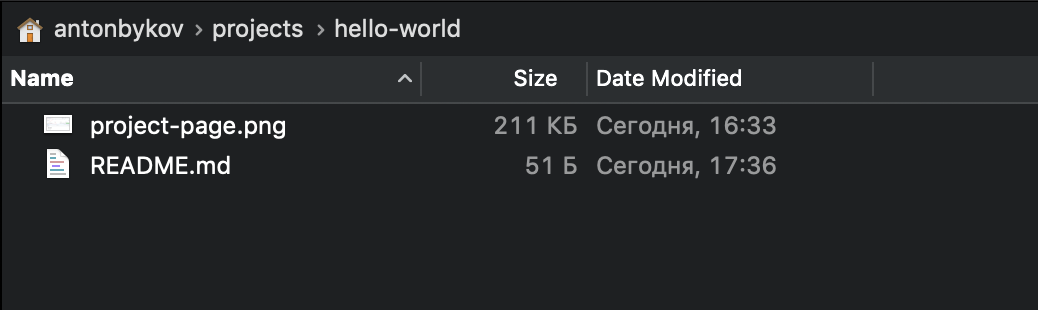 antonbykov › projects › hello-world
Name Size Date Modified
project-page.png 211 КБ Сегодня, 16:33
README.md 51 Б Сегодня, 17:36